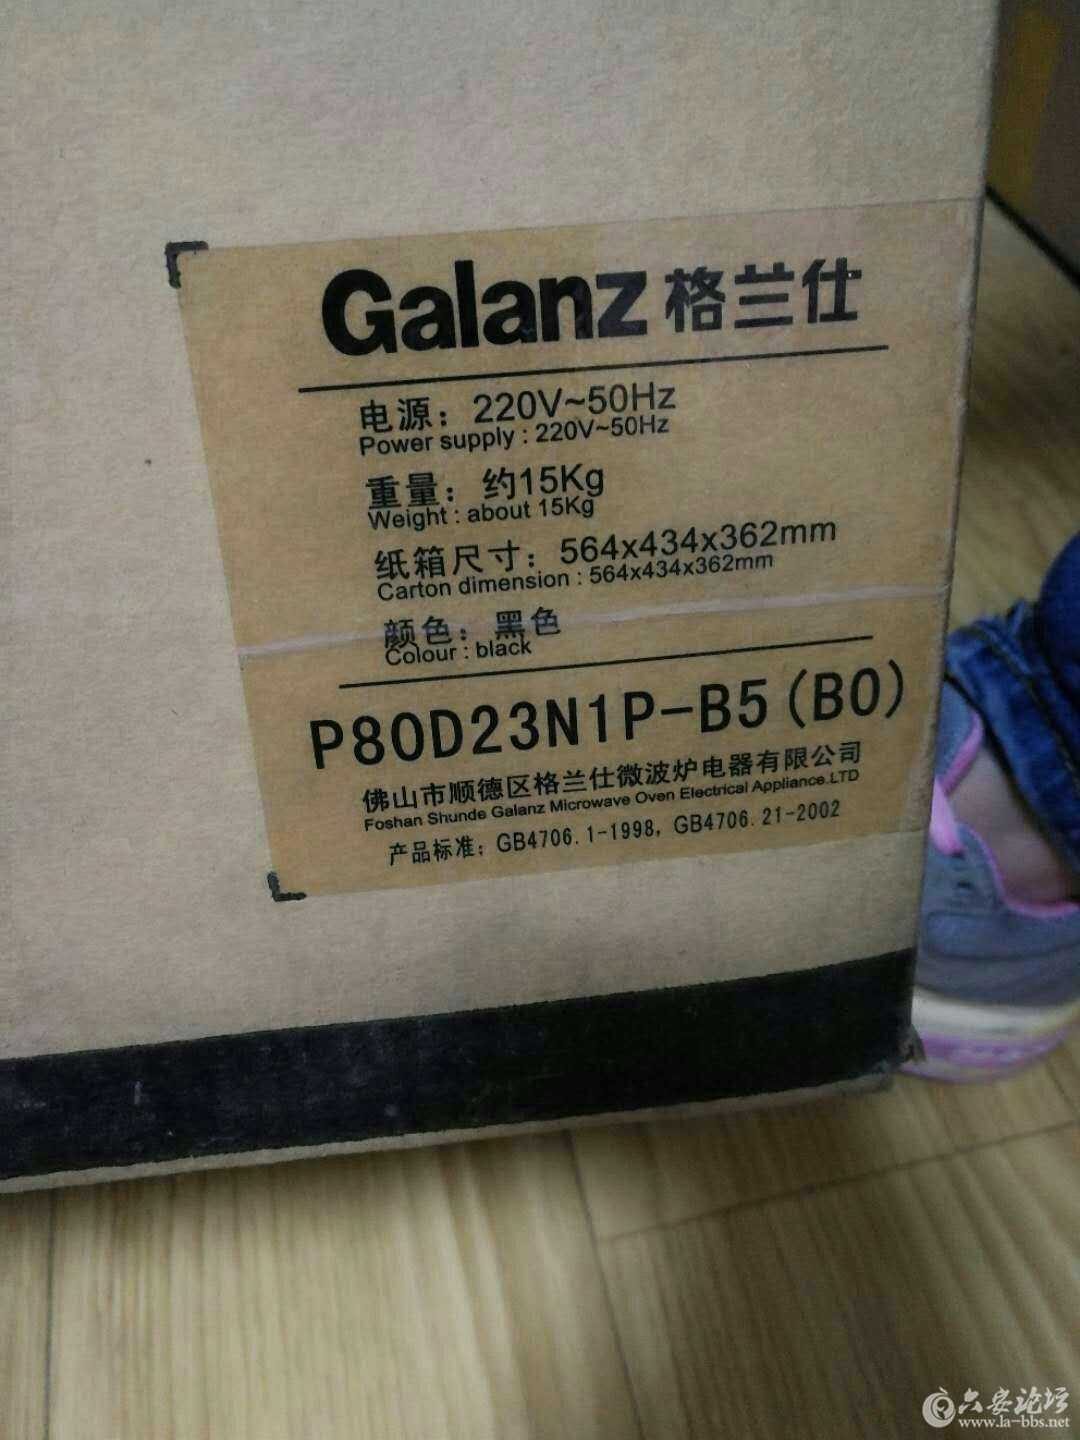 Galanz 格兰仕
电源：220V~50Hz
Power supply : 220V~50Hz
重量：约15Kg
Weight : about 15Kg
纸箱尺寸：564x434x362mm
Carton dimension : 564x434x362mm
颜色：黑色
Colour : black
P80D23N1P-B5(B0)
佛山市顺德区格兰仕微波炉电器有限公司
Foshan Shunde Galanz Microwave Oven Electrical Appliance.LTD
产品标准：GB4706.1-1998, GB4706.21-2002
六安论坛
www.la-bbs.net